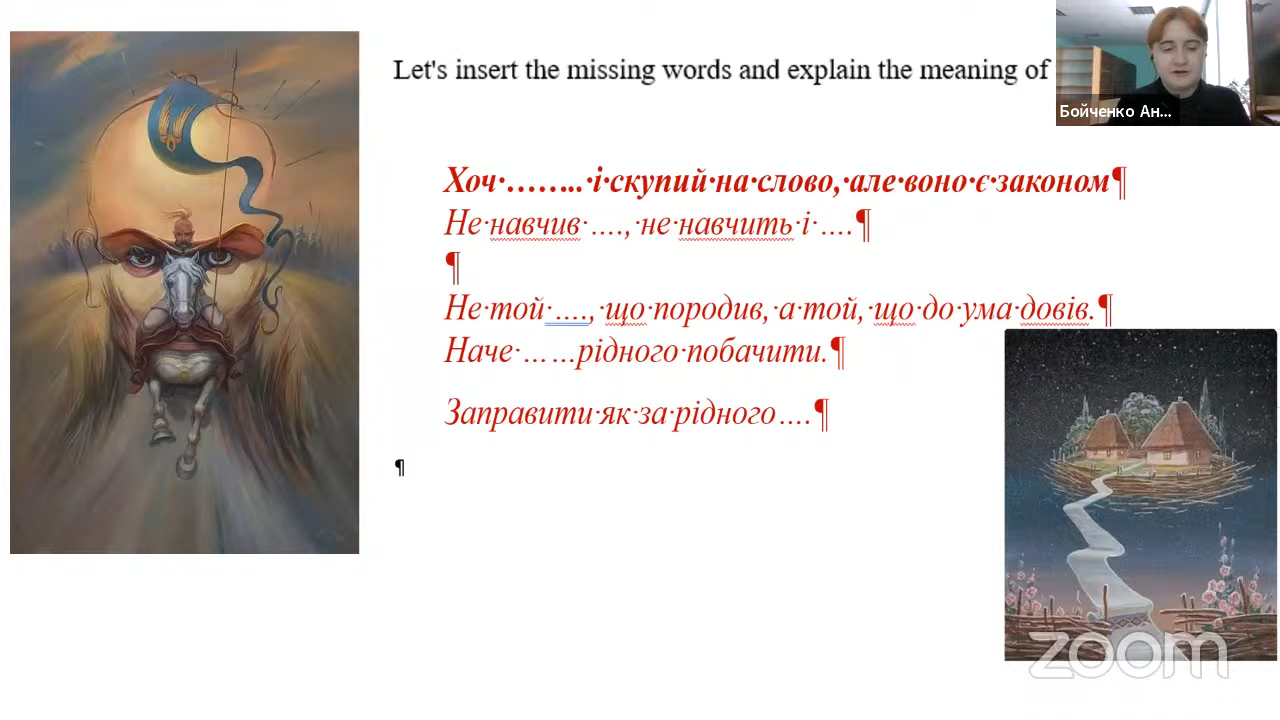 Let's insert the missing words and explain the meaning of
Бойченко Ан...
Хоч·……..·і·скупий·на·слово,·але·воно·є·законом¶
Не·навчив·….,·не·навчить·і·….¶
¶
Не·той·….,·що·породив,·а·той,·що·до·ума·довів.¶
Наче·……рідного·побачити.¶
Заправити·як·за·рідного….¶
¶
zoom